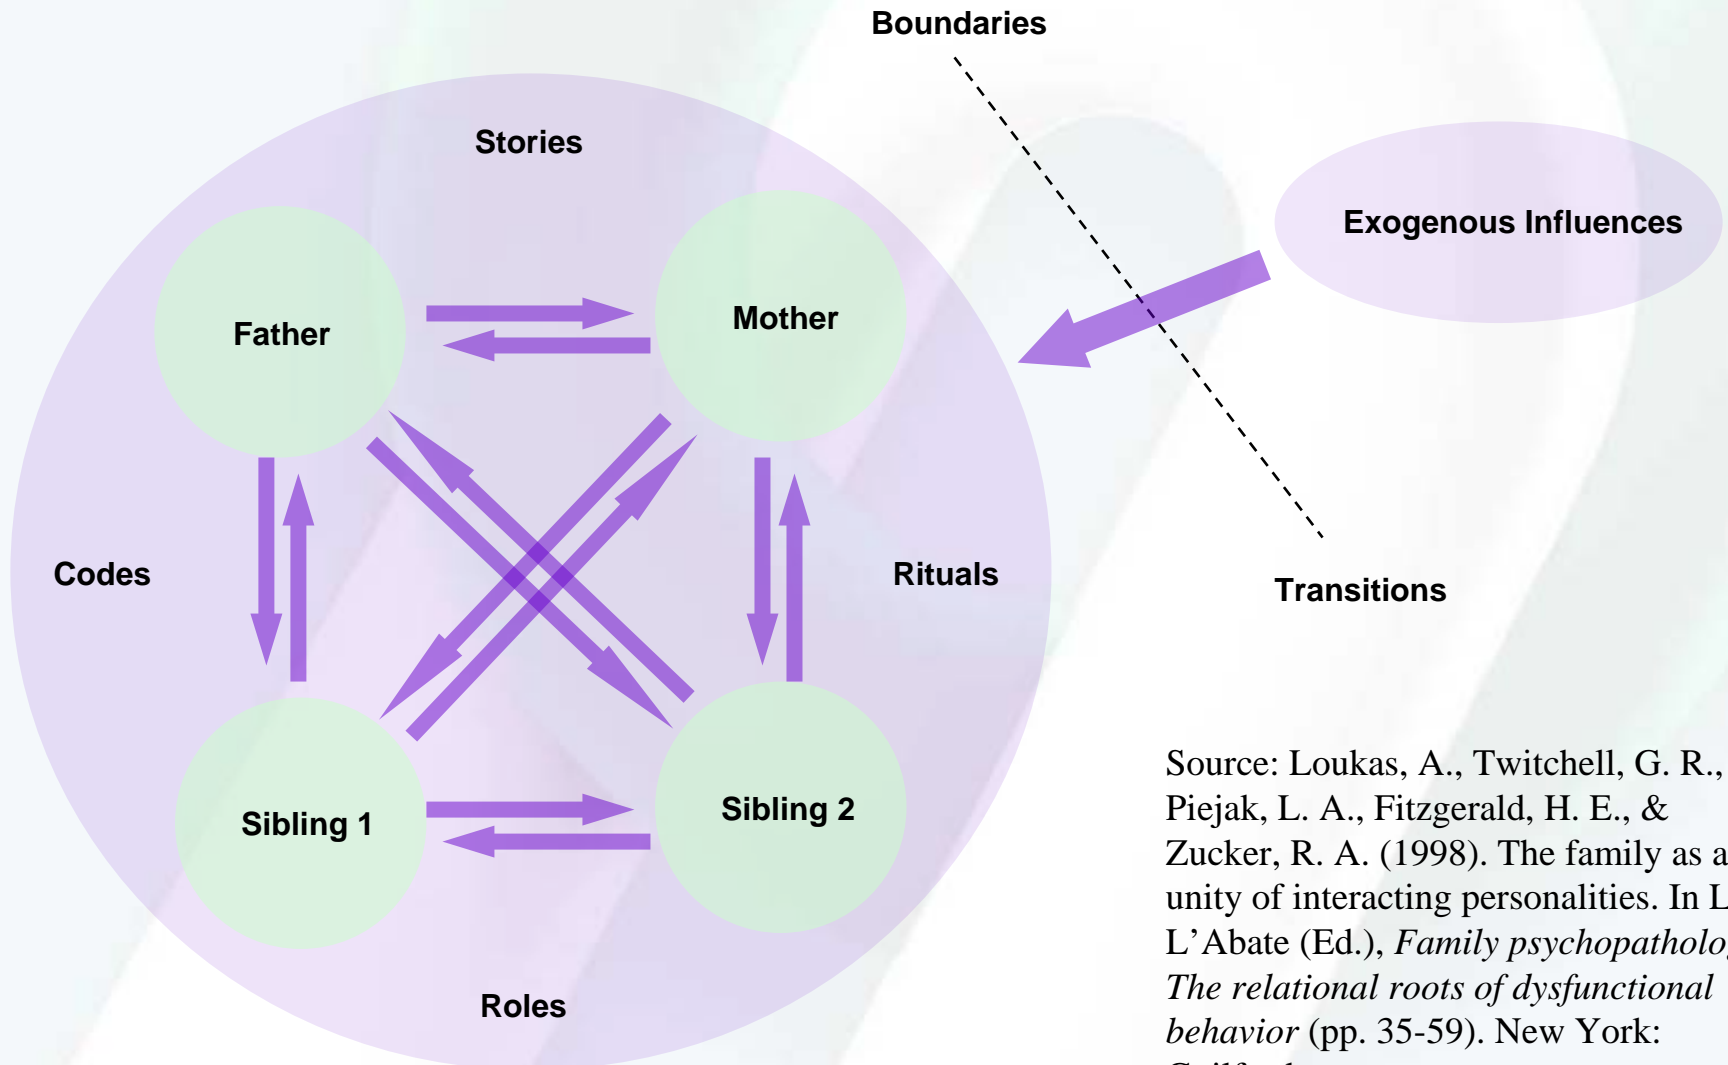 Boundaries
Stories
Exogenous Influences
Father
Mother
Codes
Rituals
Transitions
Sibling 1
Sibling 2
Roles
Source: Loukas, A., Twitchell, G. R.,
Piejak, L. A., Fitzgerald, H. E., &
Zucker, R. A. (1998). The family as a
unity of interacting personalities. In L
L’Abate (Ed.), Family psychopatholo
The relational roots of dysfunctional
behavior (pp. 35-59). New York: